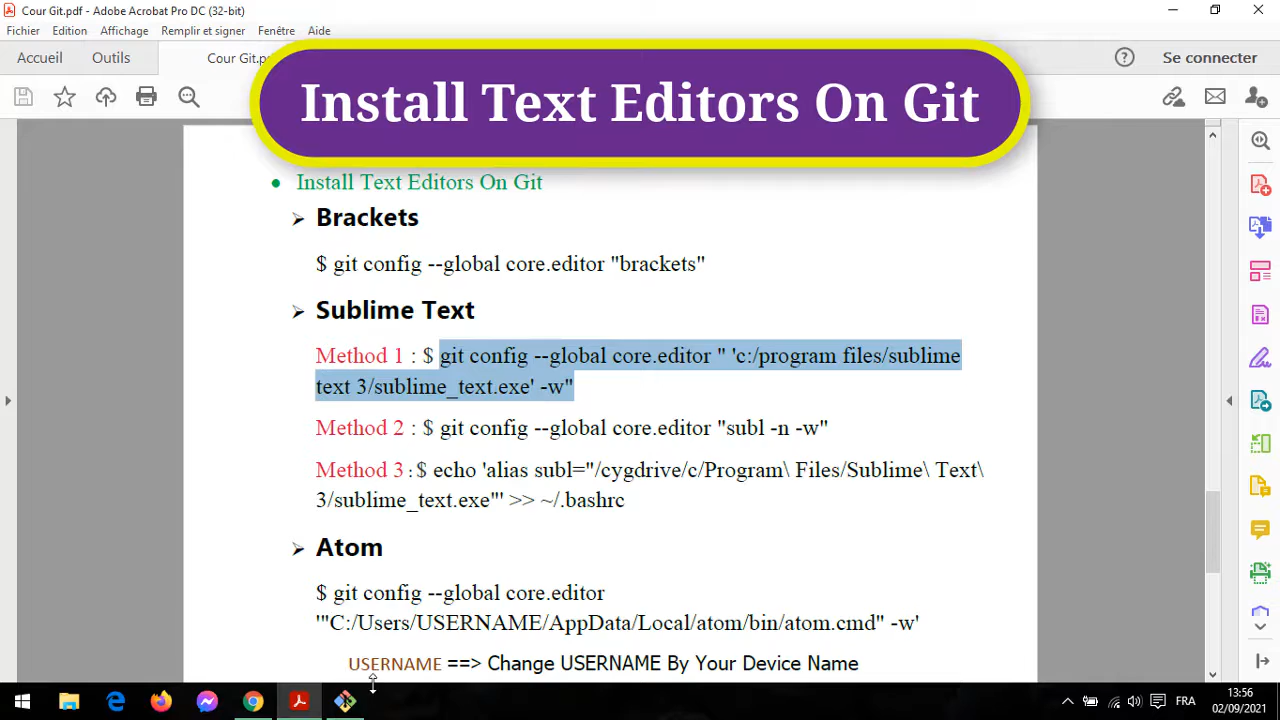 Cour Git.pdf - Adobe Acrobat Pro DC (32-bit)
Fichier Edition Affichage Remplir et signer Fenêtre Aide
Accueil Outils Cour Git.p Se connecter
Install Text Editors On Git
• Install Text Editors On Git
➢ Brackets
$ git config --global core.editor "brackets"
➢ Sublime Text
Method 1 : $ git config --global core.editor " 'c:/program files/sublime
text 3/sublime_text.exe' -w"
Method 2 : $ git config --global core.editor "subl -n -w"
Method 3 : $ echo 'alias subl="/cygdrive/c/Program\ Files/Sublime\ Text\
3/sublime_text.exe"' >> ~/.bashrc
➢ Atom
$ git config --global core.editor
'"C:/Users/USERNAME/AppData/Local/atom/bin/atom.cmd" -w'
USERNAME ==> Change USERNAME By Your Device Name
FRA
13:56
02/09/2021